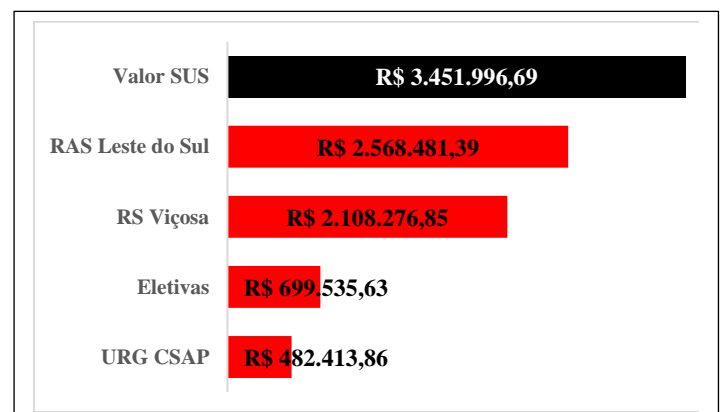 Valor SUS R$ 3.451.996,69
RAS Leste do Sul R$ 2.568.481,39
RS Viçosa R$ 2.108.276,85
Eletivas R$ 699.535,63
URG CSAP R$ 482.413,86